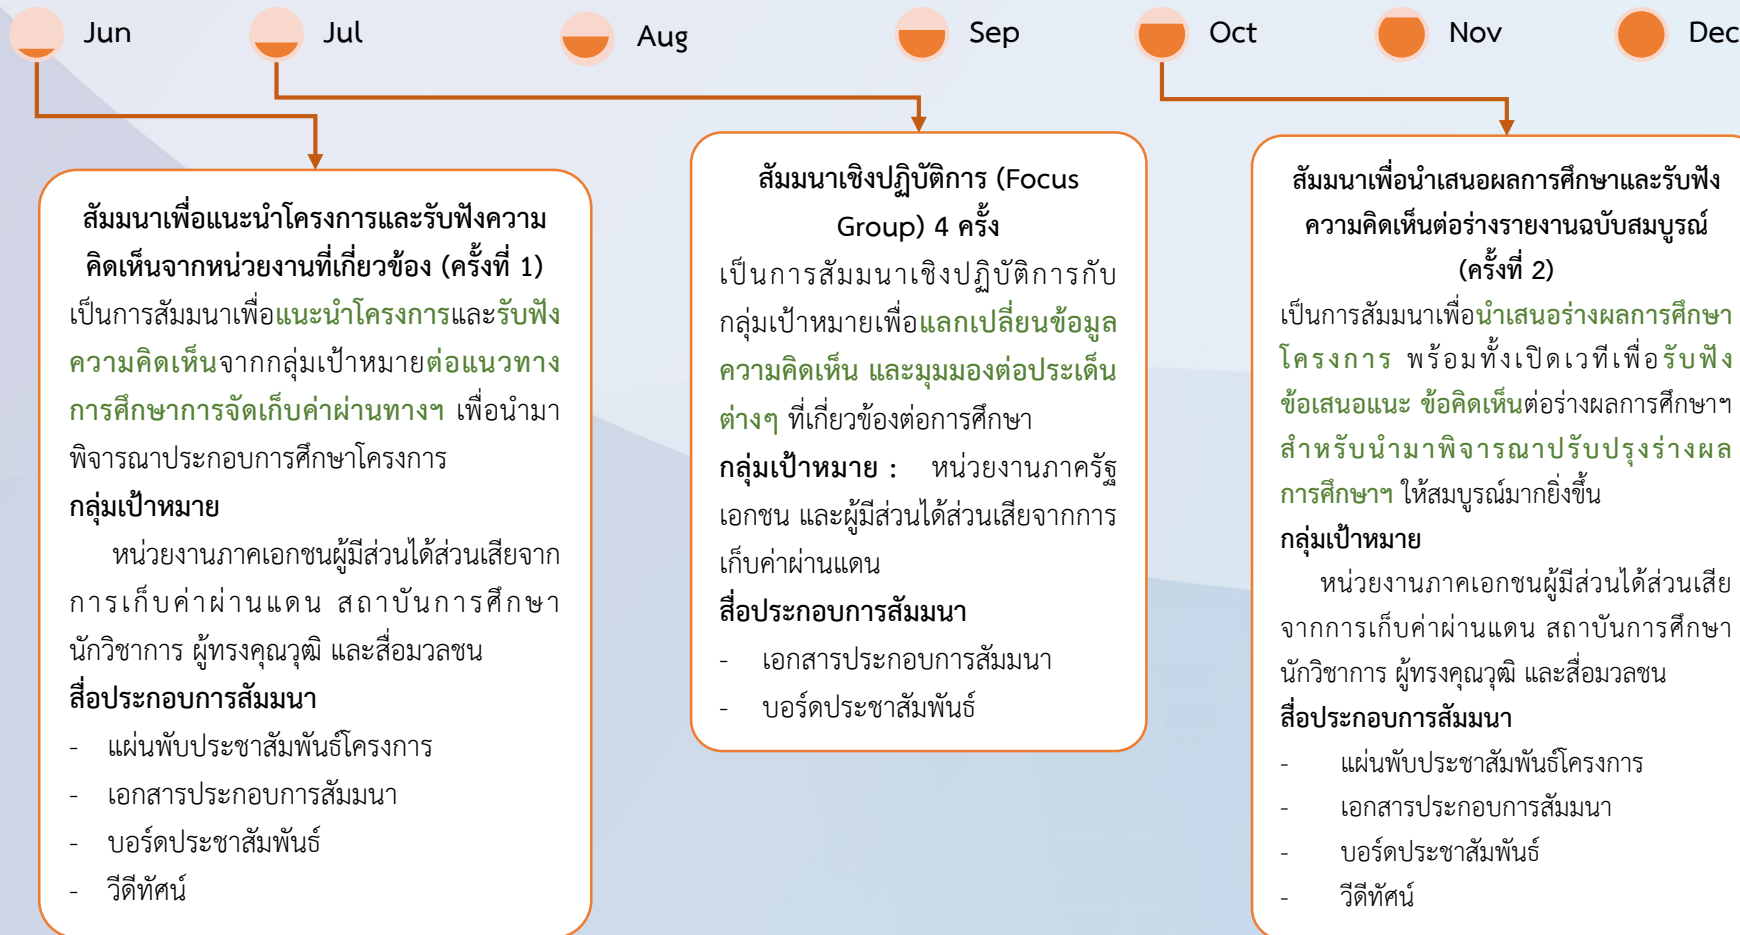 Jun
Jul
Aug
Sep
Oct
Nov
Dec
สัมมนาเพื่อแนะนำโครงการและรับฟังความ
คิดเห็นจากหน่วยงานที่เกี่ยวข้อง (ครั้งที่ 1)
เป็นการสัมมนาเพื่อแนะนำโครงการและรับฟัง
ความคิดเห็นจากกลุ่มเป้าหมายต่อแนวทาง
การศึกษาการจัดเก็บค่าผ่านทางฯ เพื่อนำมา
พิจารณาประกอบการศึกษาโครงการ
กลุ่มเป้าหมาย
หน่วยงานภาคเอกชนผู้มีส่วนได้ส่วนเสียจาก
การเก็บค่าผ่านแดน สถาบันการศึกษา
นักวิชาการ ผู้ทรงคุณวุฒิ และสื่อมวลชน
สื่อประกอบการสัมมนา
- แผ่นพับประชาสัมพันธ์โครงการ
- เอกสารประกอบการสัมมนา
- บอร์ดประชาสัมพันธ์
- วีดีทัศน์
สัมมนาเชิงปฏิบัติการ (Focus
Group) 4 ครั้ง
เป็นการสัมมนาเชิงปฏิบัติการกับ
กลุ่มเป้าหมายเพื่อแลกเปลี่ยนข้อมูล
ความคิดเห็น และมุมมองต่อประเด็น
ต่างๆ ที่เกี่ยวข้องต่อการศึกษา
กลุ่มเป้าหมาย : หน่วยงานภาครัฐ
เอกชน และผู้มีส่วนได้ส่วนเสียจากการ
เก็บค่าผ่านแดน
สื่อประกอบการสัมมนา
- เอกสารประกอบการสัมมนา
- บอร์ดประชาสัมพันธ์
สัมมนาเพื่อนำเสนอผลการศึกษาและรับฟัง
ความคิดเห็นต่อร่างรายงานฉบับสมบูรณ์
(ครั้งที่ 2)
เป็นการสัมมนาเพื่อนำเสนอร่างผลการศึกษา
โครงการ พร้อมทั้งเปิดเวทีเพื่อรับฟัง
ข้อเสนอแนะ ข้อคิดเห็นต่อร่างผลการศึกษาฯ
สำหรับนำมาพิจารณาปรับปรุงร่างผล
การศึกษาฯ ให้สมบูรณ์มากยิ่งขึ้น
กลุ่มเป้าหมาย
หน่วยงานภาคเอกชนผู้มีส่วนได้ส่วนเสีย
จากการเก็บค่าผ่านแดน สถาบันการศึกษา
นักวิชาการ ผู้ทรงคุณวุฒิ และสื่อมวลชน
สื่อประกอบการสัมมนา
- แผ่นพับประชาสัมพันธ์โครงการ
- เอกสารประกอบการสัมมนา
- บอร์ดประชาสัมพันธ์
- วีดีทัศน์